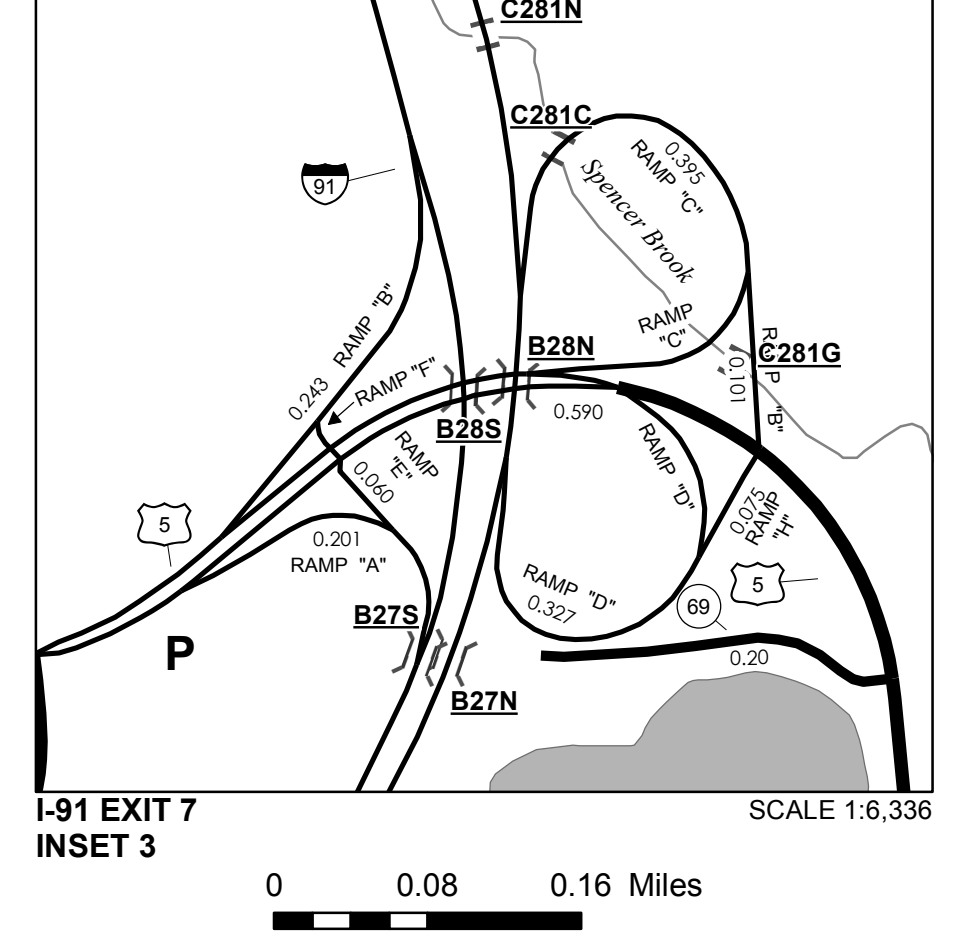 C281N
C281C
0.395
RAMP "C"
91
Spencer Brook
RAMP "B"
RAMP
"C"
B28N
RAMP "B"
C281G
0.101
RAMP "F"
0.243
0.590
B28S
RAMP
"E"
RAMP "D"
0.060
0.075
RAMP
"H"
5
0.201
RAMP "A"
RAMP "D"
0.327
5
69
B27S
P
0.20
B27N
I-91 EXIT 7
SCALE 1:6,336
INSET 3
0
0.08
0.16 Miles